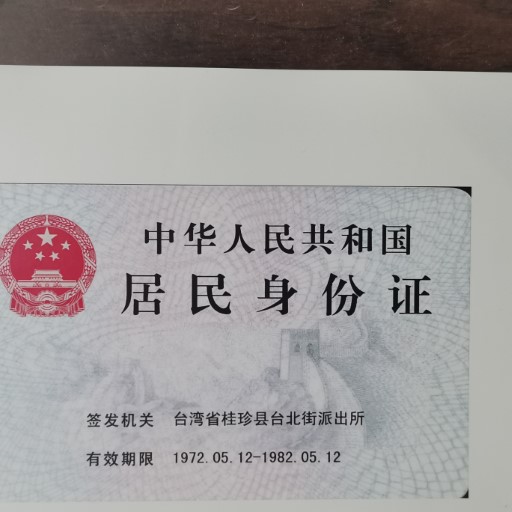 中华人民共和国
居民身份证
签发机关 台湾省桂珍县台北街派出所
有效期限 1972.05.12-1982.05.12